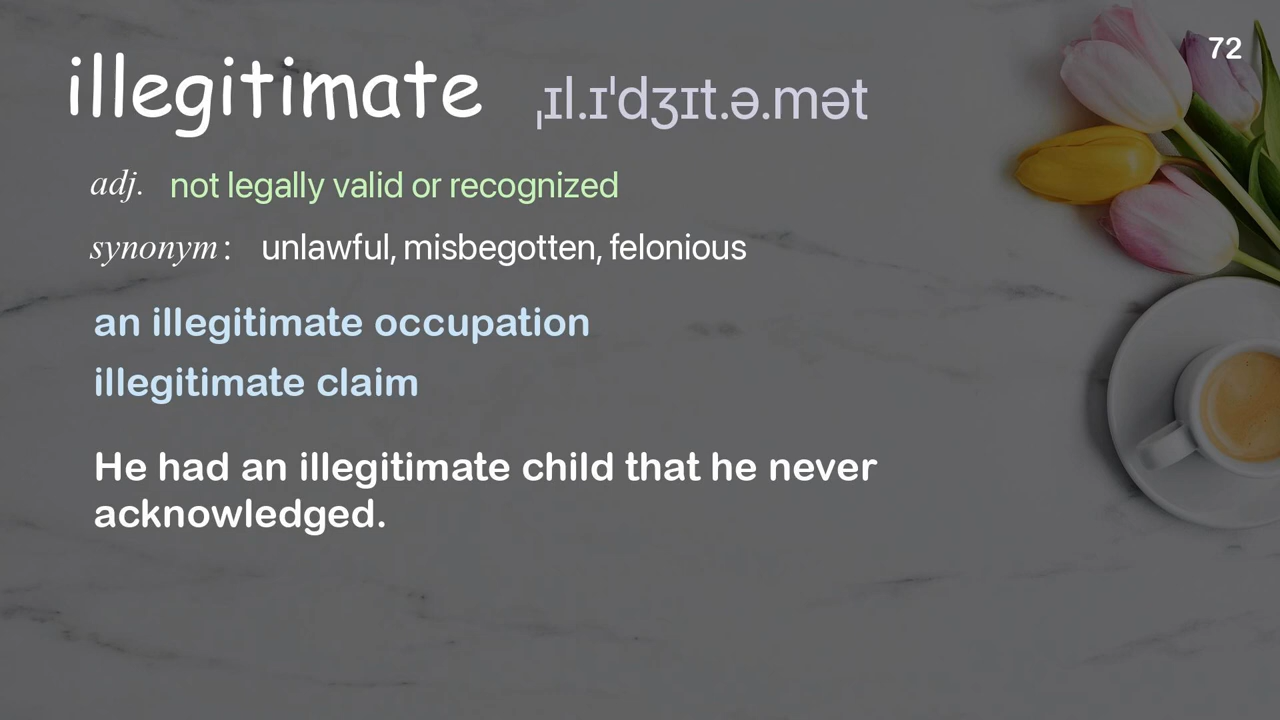 72
illegitimate ˌɪl.ɪˈdʒɪt.ə.mət
adj. not legally valid or recognized
synonym: unlawful, misbegotten, felonious
an illegitimate occupation
illegitimate claim
He had an illegitimate child that he never
acknowledged.